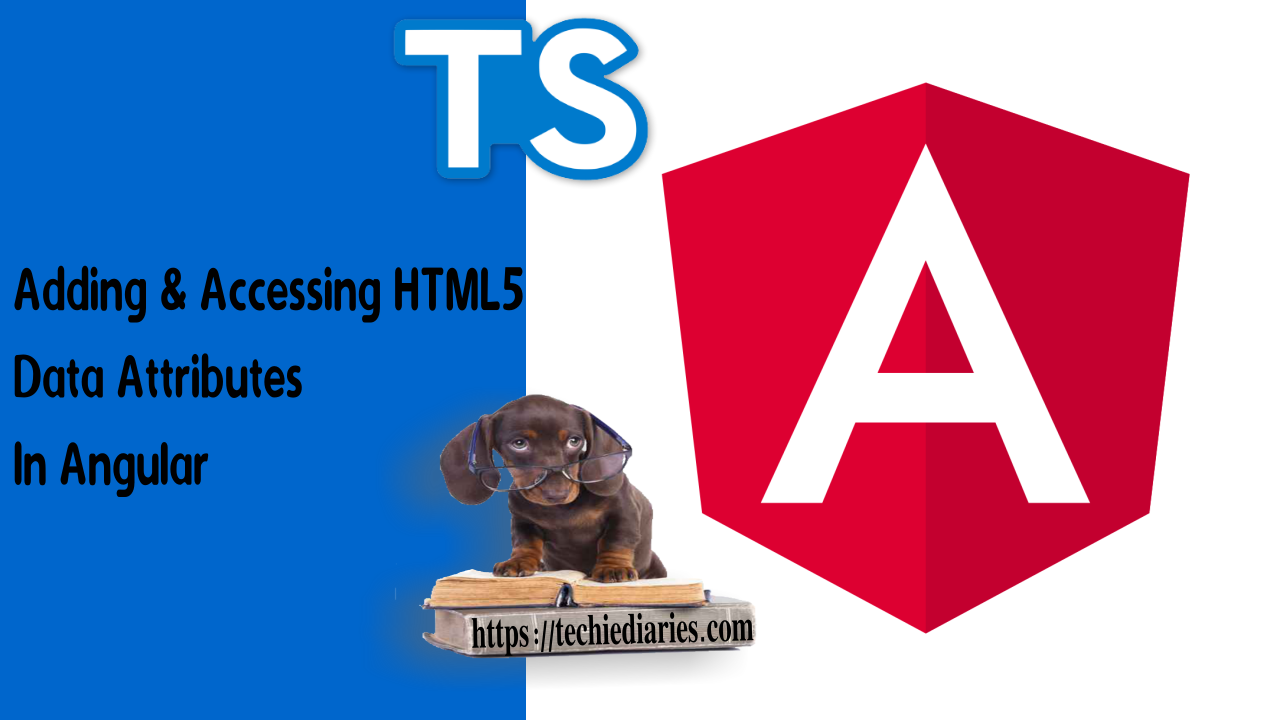 TS
Adding & Accessing HTML5
Data Attributes
In Angular
A
https://techiediaries.com